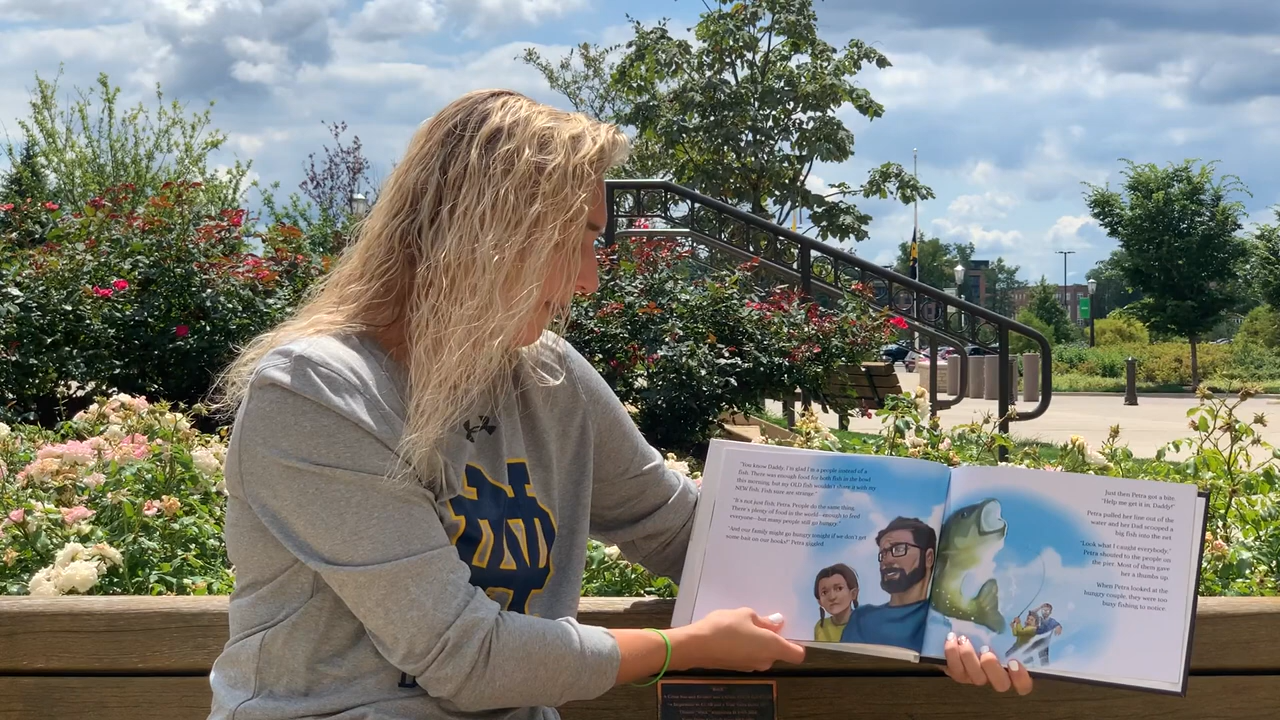 "You know Daddy, I'm glad I'm a people instead of a
fish. There was enough food for both fish in the bowl
this morning, but my OLD fish wouldn't share it with my
NEW fish. Fish eaze are strange."
"It's not just fish, Petra. People do the same thing.
There's plenty of food in the world—enough to feed
everyone—but many people still go hungry."
"And our family might go hungry tonight if we don't get
some bait on our hooks!" Petra giggled.
Just then Petra got a bite.
"Help me get it in, Daddy!"
Petra pulled her line out of the
water and her Dad scooped a
big fish into the net.
"Look what I caught everybody,"
Petra shouted to the people on
the pier. Most of them gave
her a thumbs up.
When Petra looked at the
hungry couple, they were too
busy fishing to notice.
ND